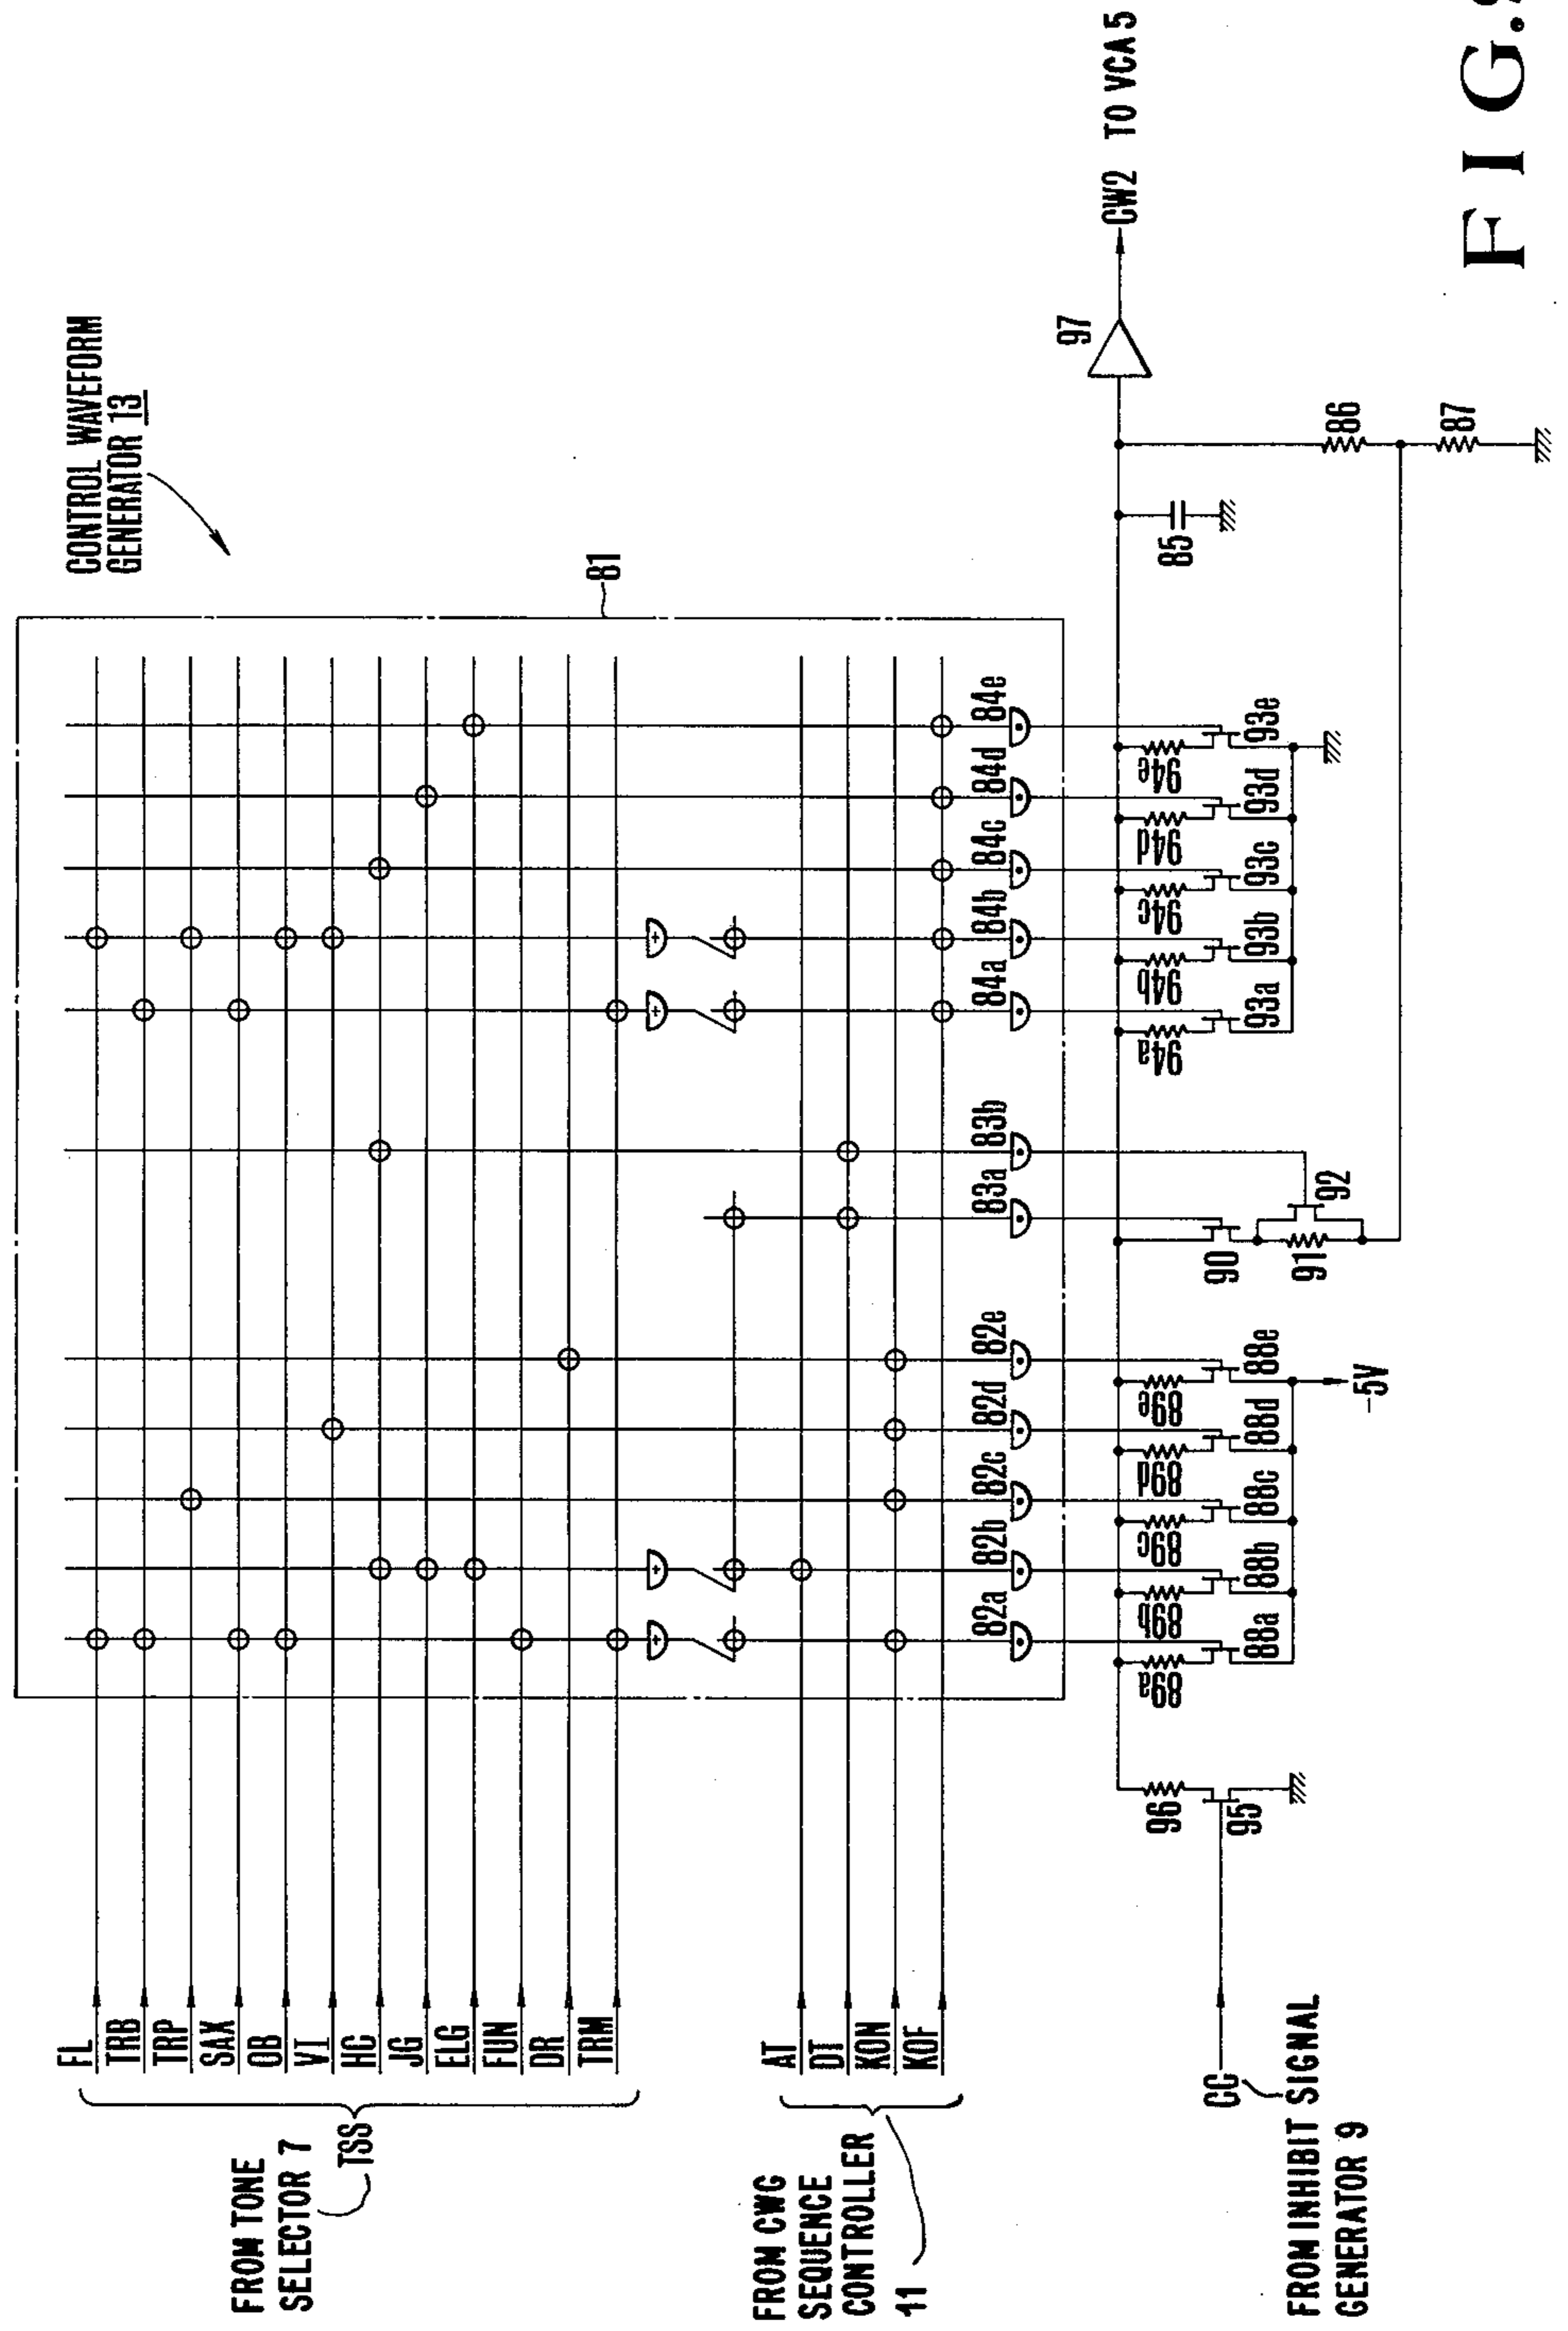 CONTROL WAVEFORM
GENERATOR 13
81
FROM TONE
SELECTOR 7
TSS
FL
TRB
TRP
SAX
OB
VI
HC
JG
ELG
FUN
DR
TRM
FROM CWG
SEQUENCE
CONTROLLER
11
AT
DT
KON
KOF
82a 82b 82c 82d 82e 83a 83b 84a 84b 84c 84d 84e
97
CW2 TO VCA 5
96 89a 89b 89c 89d 89e 94a 94b 94c 94d 94e 85 86
95 88a 88b 88c 88d 88e 90 91 92 93a 93b 93c 93d 93e 87
-5V
CC
FROM INHIBIT SIGNAL
GENERATOR 9
FIG.